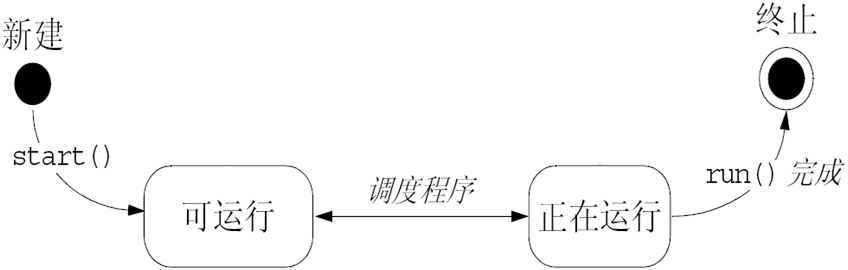 新建
终止
start()
run() 完成
调度程序
可运行
正在运行